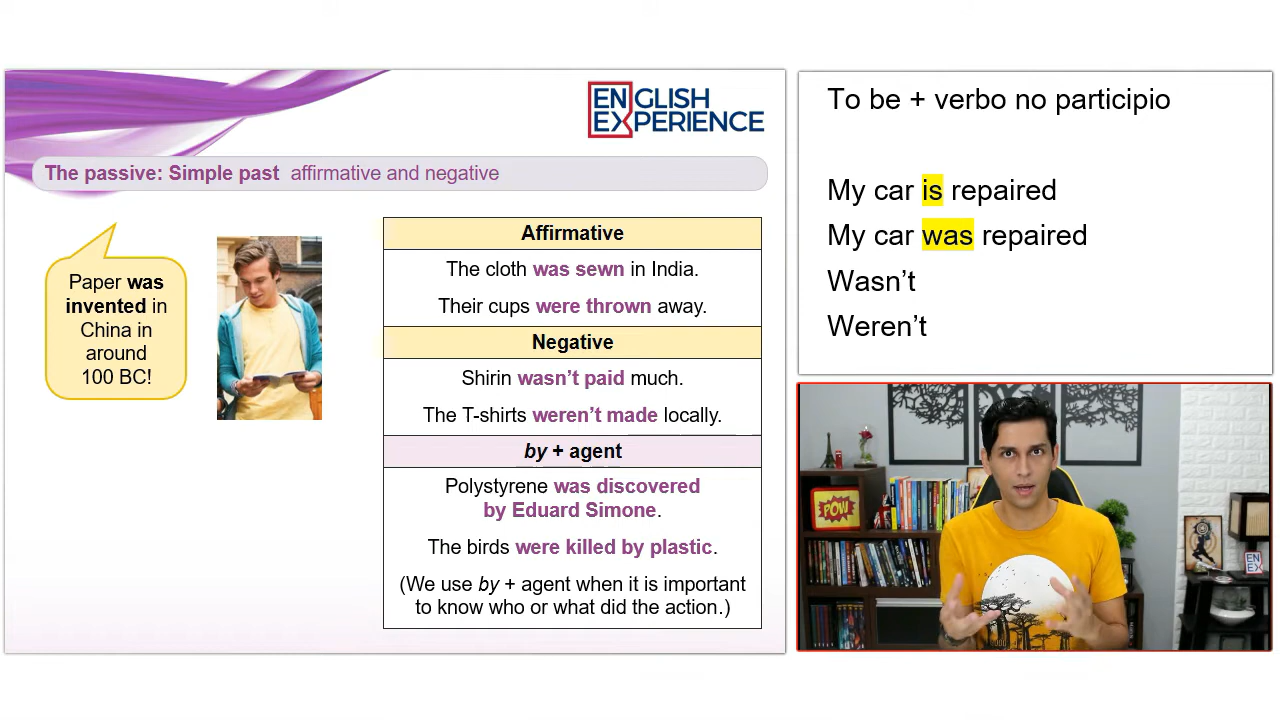 ENGLISH
EXPERIENCE
The passive: Simple past affirmative and negative
Paper was
invented in
China in
around
100 BC!
Affirmative
The cloth was sewn in India.
Their cups were thrown away.
Negative
Shirin wasn’t paid much.
The T-shirts weren’t made locally.
by + agent
Polystyrene was discovered
by Eduard Simone.
The birds were killed by plastic.
(We use by + agent when it is important
to know who or what did the action.)
To be + verbo no participio
My car is repaired
My car was repaired
Wasn’t
Weren’t
POW
EN
EX